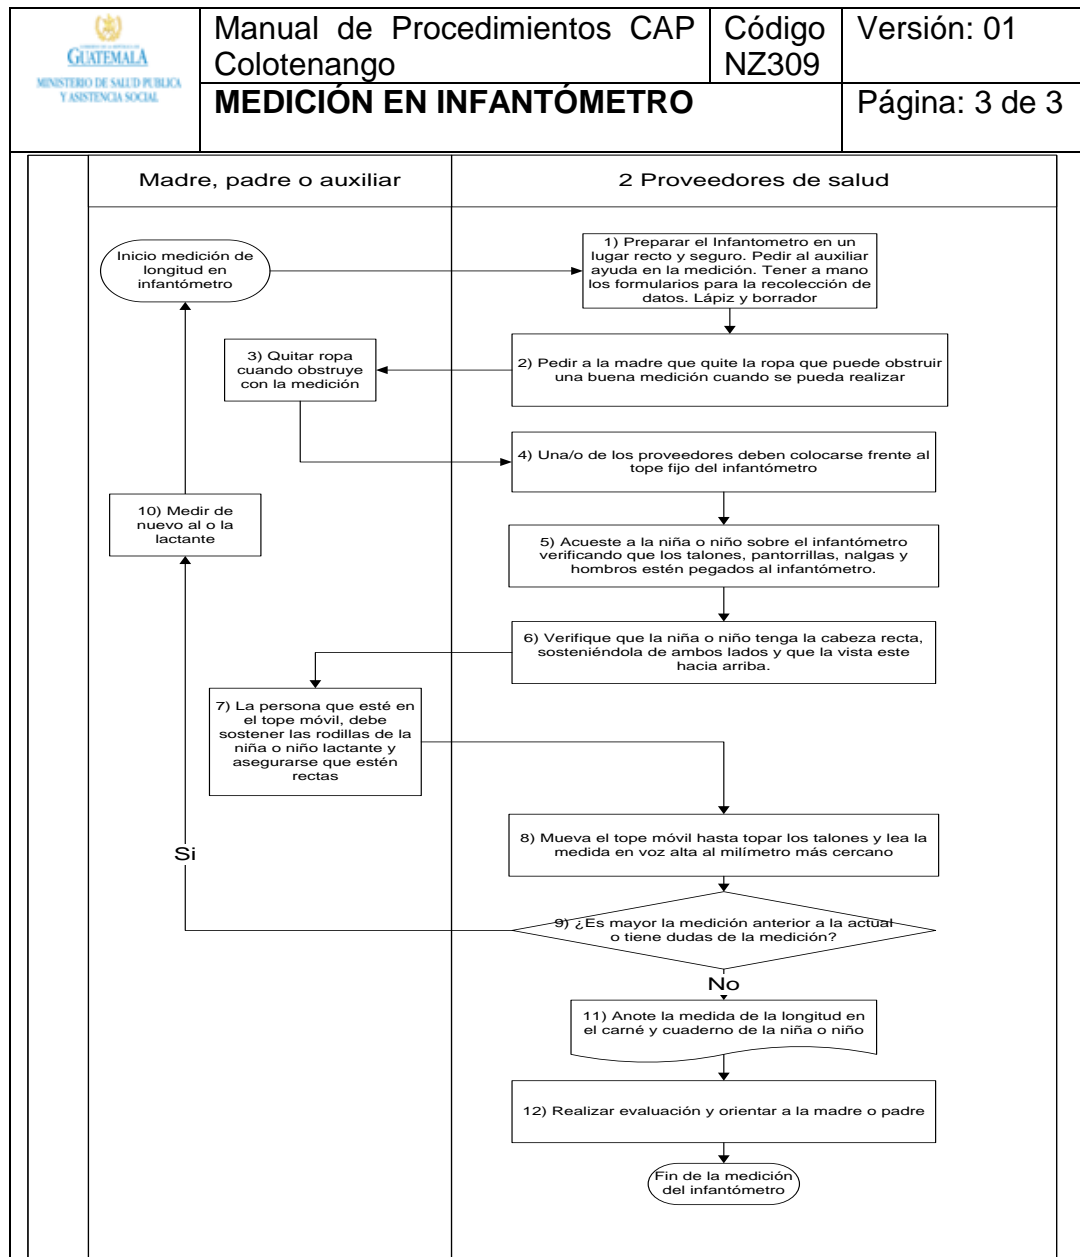 GUATEMALA
MINISTERIO DE SALUD PUBLICA
Y ASISTENCIA SOCIAL
Manual de Procedimientos CAP
Colotenango
Código
NZ309
Versión: 01
MEDICIÓN EN INFANTÓMETRO
Página: 3 de 3
Madre, padre o auxiliar
2 Proveedores de salud
Inicio medición de
longitud en
infantómetro
1) Preparar el Infantometro en un
lugar recto y seguro. Pedir al auxiliar
ayuda en la medición. Tener a mano
los formularios para la recolección de
datos. Lápiz y borrador
2) Pedir a la madre que quite la ropa que puede obstruir
una buena medición cuando se pueda realizar
3) Quitar ropa
cuando obstruye
con la medición
4) Una/o de los proveedores deben colocarse frente al
tope fijo del infantómetro
5) Acueste a la niña o niño sobre el infantómetro
verificando que los talones, pantorrillas, nalgas y
hombros estén pegados al infantómetro.
6) Verifique que la niña o niño tenga la cabeza recta,
sosteniéndola de ambos lados y que la vista este
hacia arriba.
7) La persona que esté en
el tope móvil, debe
sostener las rodillas de la
niña o niño lactante y
asegurarse que estén
rectas
8) Mueva el tope móvil hasta topar los talones y lea la
medida en voz alta al milímetro más cercano
9) ¿Es mayor la medición anterior a la actual
o tiene dudas de la medición?
Si
10) Medir de
nuevo al o la
lactante
No
11) Anote la medida de la longitud en
el carné y cuaderno de la niña o niño
12) Realizar evaluación y orientar a la madre o padre
Fin de la medición
del infantómetro